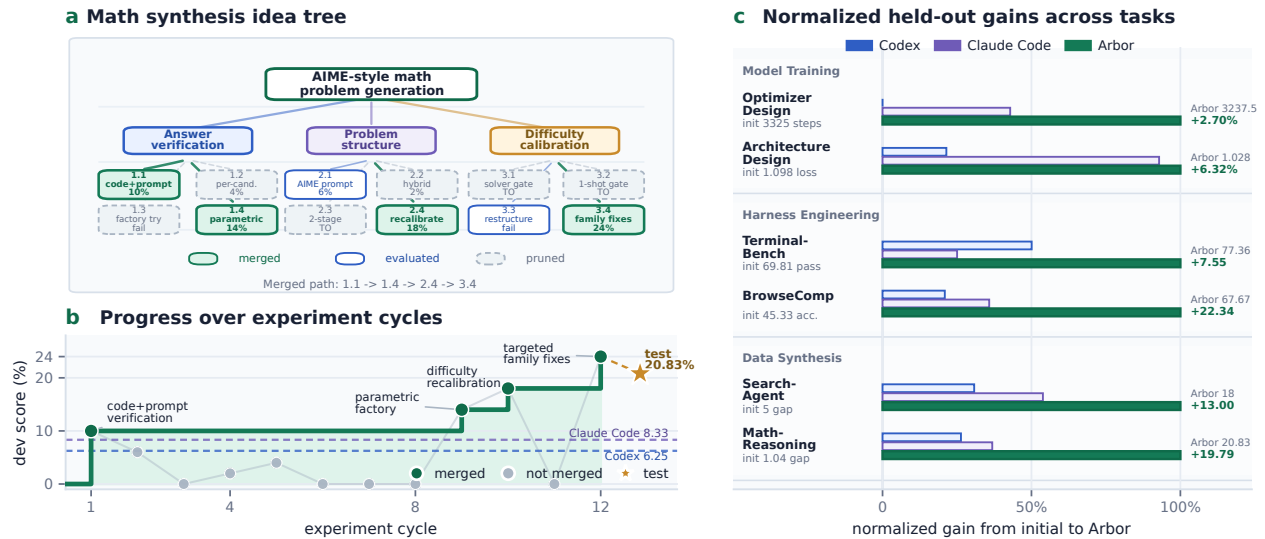 a Math synthesis idea tree
AIME-style math
problem generation
Answer
verification
Problem
structure
Difficulty
calibration
1.1
code+prompt
10%
1.2
per-cand.
4%
2.1
AIME prompt
6%
2.2
hybrid
2%
3.1
solver gate
TO
3.2
1-shot gate
TO
1.3
factory try
fail
1.4
parametric
14%
2.3
2-stage
TO
2.4
recalibrate
18%
3.3
restructure
fail
3.4
family fixes
24%
merged
evaluated
pruned
Merged path: 1.1 -> 1.4 -> 2.4 -> 3.4
b Progress over experiment cycles
dev score (%)
24
20
10
0
code+prompt
verification
parametric
factory
difficulty
recalibration
targeted
family fixes
test
20.83%
Claude Code 8.33
Codex 6.25
merged
not merged
test
1
4
8
12
experiment cycle
c Normalized held-out gains across tasks
Codex
Claude Code
Arbor
Model Training
Optimizer
Design
init 3325 steps
Arbor 3237.5
+2.70%
Architecture
Design
init 1.098 loss
Arbor 1.028
+6.32%
Harness Engineering
Terminal-
Bench
init 69.81 pass
Arbor 77.36
+7.55
BrowseComp
init 45.33 acc.
Arbor 67.67
+22.34
Data Synthesis
Search-
Agent
init 5 gap
Arbor 18
+13.00
Math-
Reasoning
init 1.04 gap
Arbor 20.83
+19.79
0
50%
100%
normalized gain from initial to Arbor